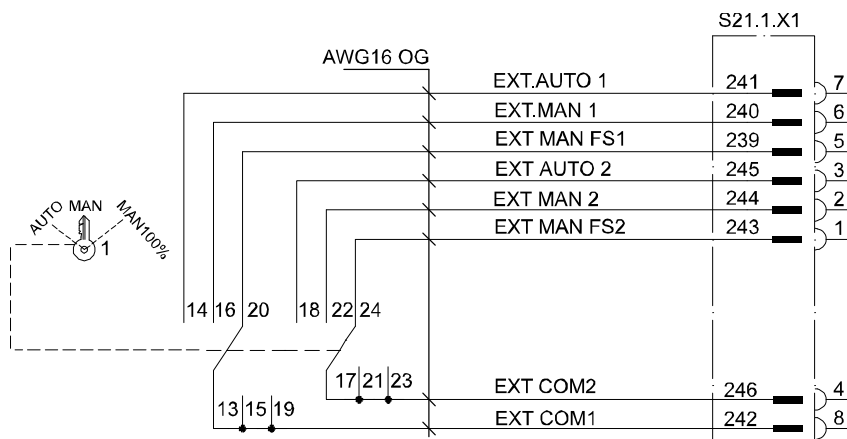 S21.1.X1
AWG16 OG
EXT.AUTO 1 241 7
EXT.MAN 1 240 6
EXT MAN FS1 239 5
EXT AUTO 2 245 3
EXT MAN 2 244 2
EXT MAN FS2 243 1
AUTO MAN MAN100%
1
14 16 20 18 22 24
17 21 23 EXT COM2 246 4
13 15 19 EXT COM1 242 8